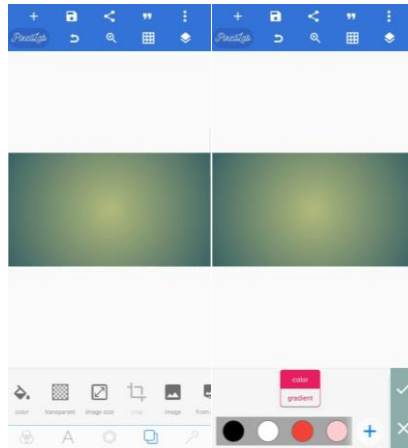 PixelLab
PixelLab
color transparent image size crop image from
color
gradient